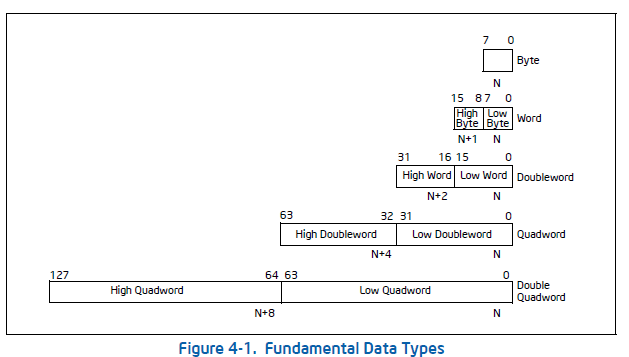 7 0
Byte
N
15 8 7 0
High Low
Byte Byte
Word
N+1 N
31 16 15 0
High Word Low Word
Doubleword
N+2 N
63 32 31 0
High Doubleword Low Doubleword
Quadword
N+4 N
127 64 63 0
High Quadword Low Quadword
Double
Quadword
N+8 N
Figure 4-1. Fundamental Data Types